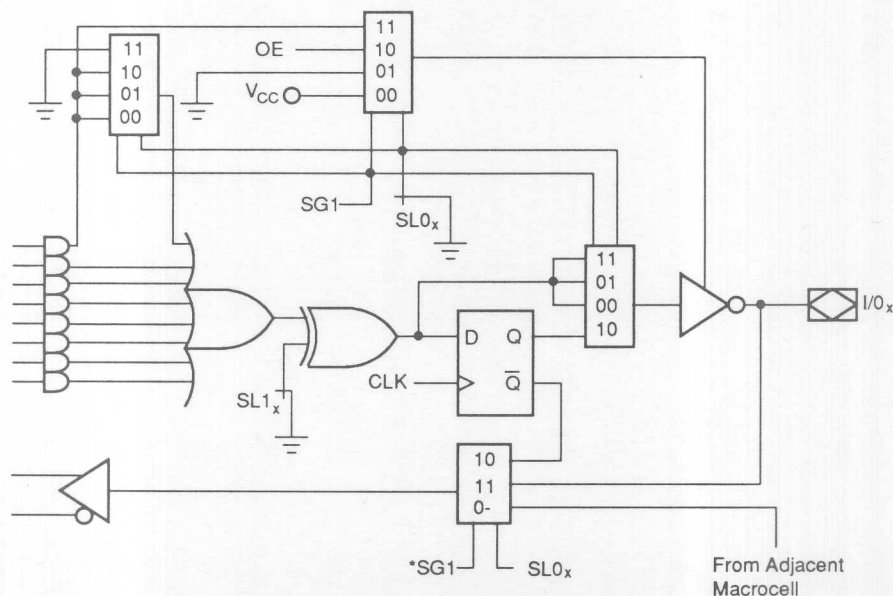 11
10
01
00
OE
VCC
11
10
01
00
SG1
SL0x
11
01
00
10
I/0x
D Q
CLK Q̅
SL1x
10
11
0-
*SG1 SL0x
From Adjacent
Macrocell